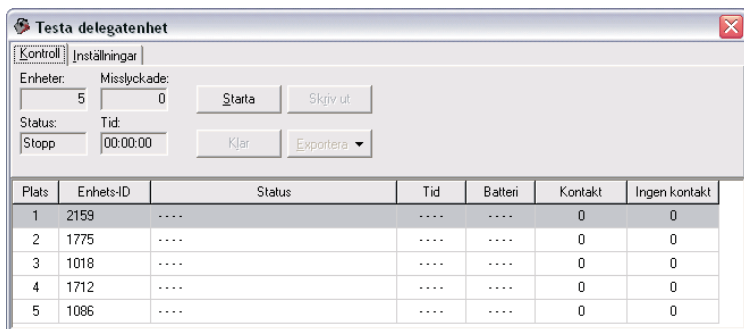 Testa delegatenhet
Kontroll Inställningar
Enheter: Misslyckade:
5 0 Starta Skriv ut
Status: Tid:
Stopp 00:00:00 Klar Exportera
Plats Enhets-ID Status Tid Batteri Kontakt Ingen kontakt
1 2159 ---- ---- ---- 0 0
2 1775 ---- ---- ---- 0 0
3 1018 ---- ---- ---- 0 0
4 1712 ---- ---- ---- 0 0
5 1086 ---- ---- ---- 0 0